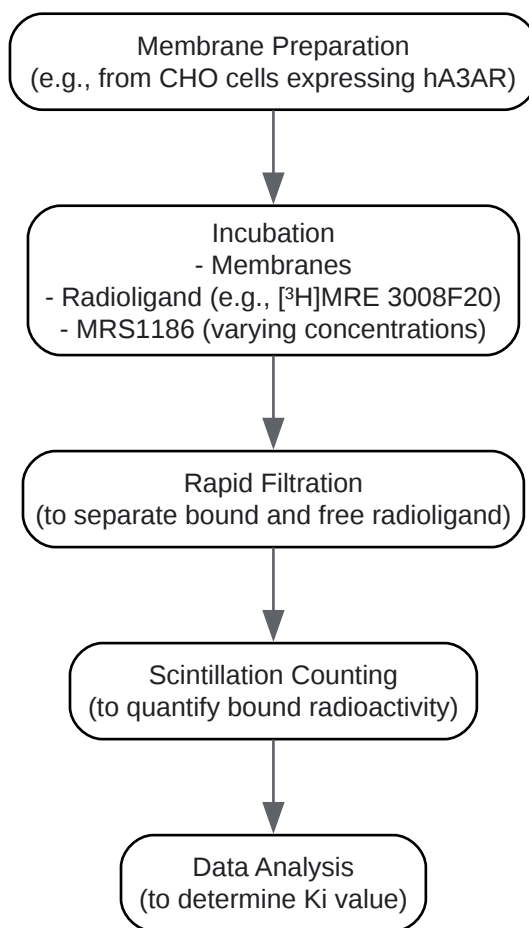 Membrane Preparation
(e.g., from CHO cells expressing hA3AR)
Incubation
- Membranes
- Radioligand (e.g., [³H]MRE 3008F20)
- MRS1186 (varying concentrations)
Rapid Filtration
(to separate bound and free radioligand)
Scintillation Counting
(to quantify bound radioactivity)
Data Analysis
(to determine Ki value)